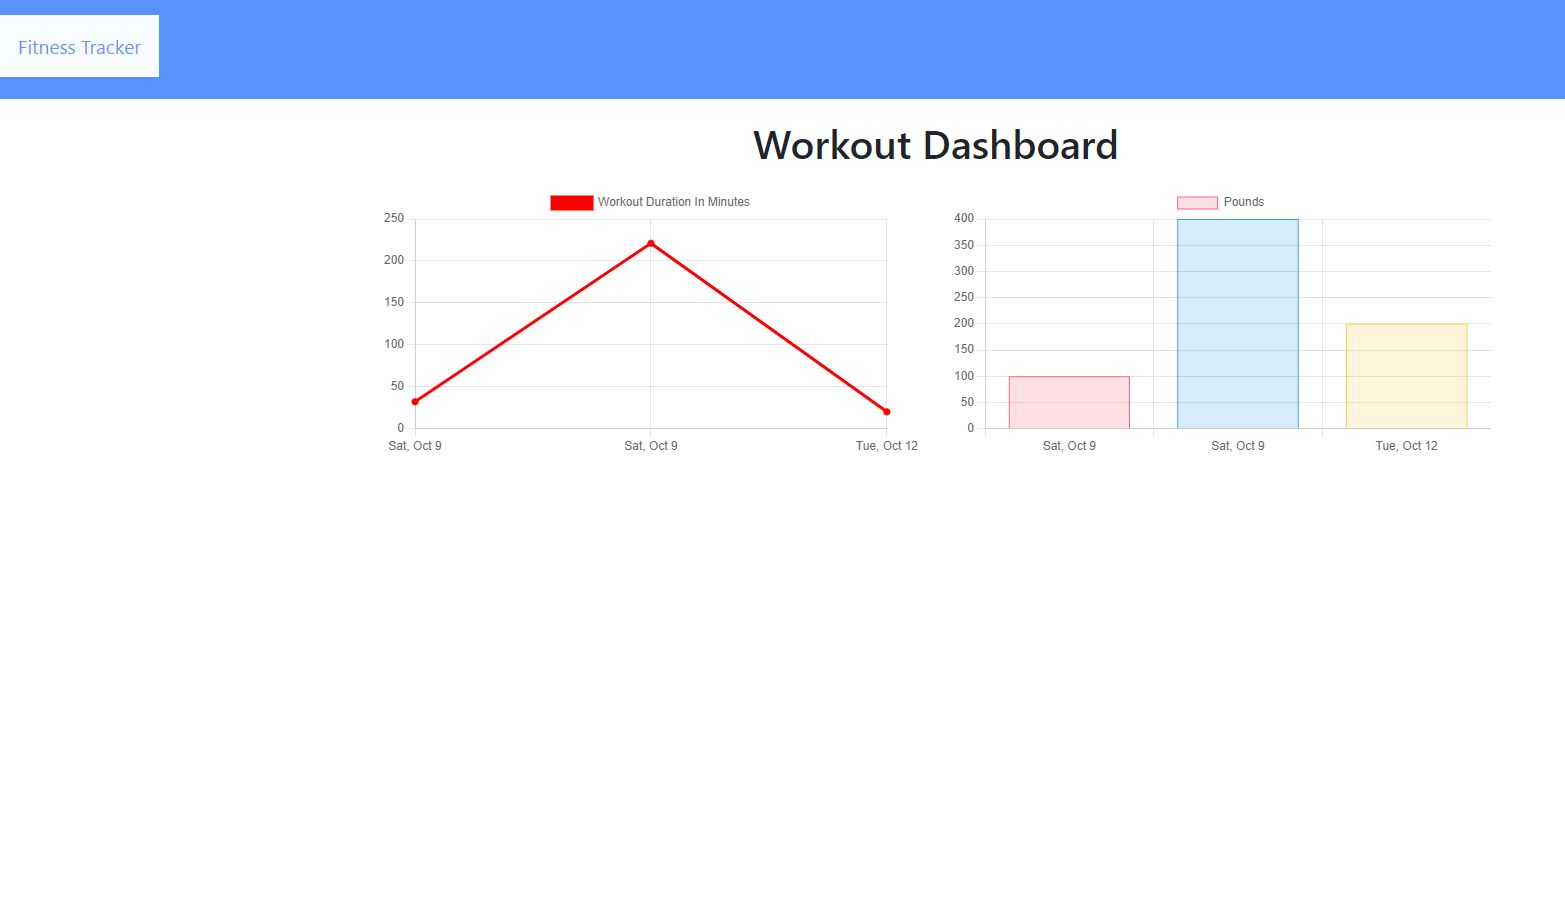 Fitness Tracker
Workout Dashboard
Workout Duration In Minutes
250
200
150
100
50
0
Sat, Oct 9 Sat, Oct 9 Tue, Oct 12
Pounds
400
350
300
250
200
150
100
50
0
Sat, Oct 9 Sat, Oct 9 Tue, Oct 12